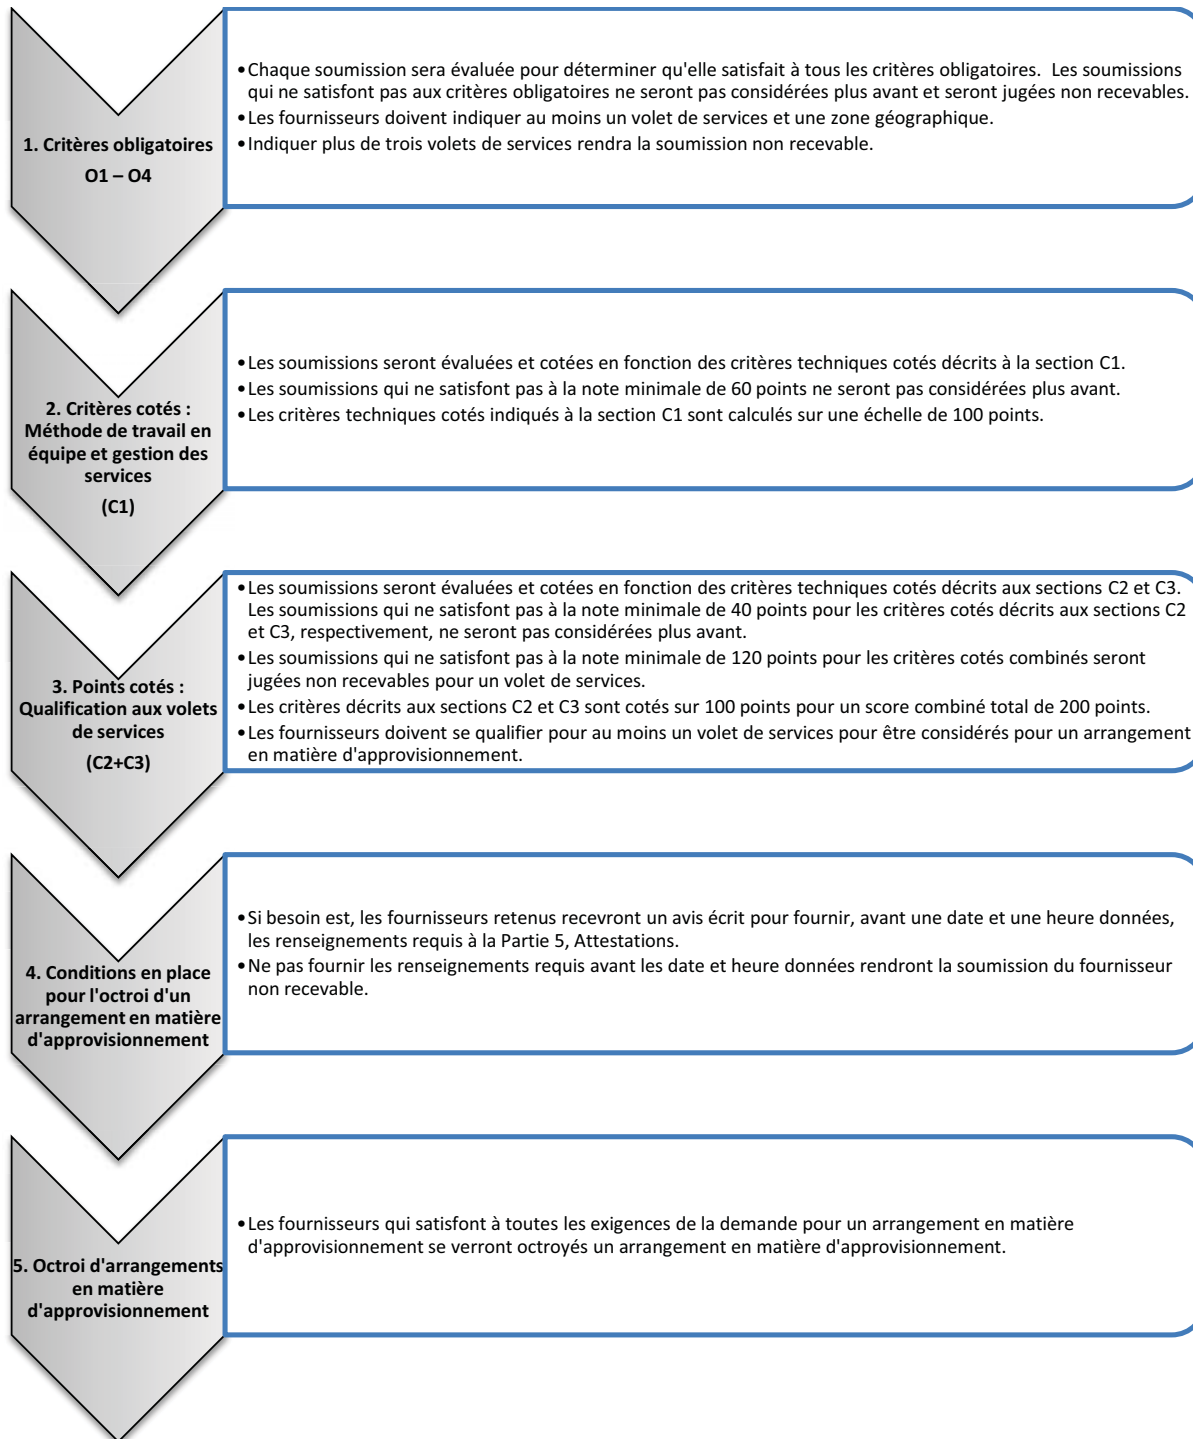 1. Critères obligatoires
O1 – O4
•Chaque soumission sera évaluée pour déterminer qu'elle satisfait à tous les critères obligatoires.  Les soumissions
qui ne satisfont pas aux critères obligatoires ne seront pas considérées plus avant et seront jugées non recevables.
•Les fournisseurs doivent indiquer au moins un volet de services et une zone géographique.
•Indiquer plus de trois volets de services rendra la soumission non recevable.
2. Critères cotés :
Méthode de travail en
équipe et gestion des
services
(C1)
•Les soumissions seront évaluées et cotées en fonction des critères techniques cotés décrits à la section C1.
•Les soumissions qui ne satisfont pas à la note minimale de 60 points ne seront pas considérées plus avant.
•Les critères techniques cotés indiqués à la section C1 sont calculés sur une échelle de 100 points.
3. Points cotés :
Qualification aux volets
de services
(C2+C3)
•Les soumissions seront évaluées et cotées en fonction des critères techniques cotés décrits aux sections C2 et C3.
Les soumissions qui ne satisfont pas à la note minimale de 40 points pour les critères cotés décrits aux sections C2
et C3, respectivement, ne seront pas considérées plus avant.
•Les soumissions qui ne satisfont pas à la note minimale de 120 points pour les critères cotés combinés seront
jugées non recevables pour un volet de services.
•Les critères décrits aux sections C2 et C3 sont cotés sur 100 points pour un score combiné total de 200 points.
•Les fournisseurs doivent se qualifier pour au moins un volet de services pour être considérés pour un arrangement
en matière d'approvisionnement.
4. Conditions en place
pour l'octroi d'un
arrangement en matière
d'approvisionnement
•Si besoin est, les fournisseurs retenus recevront un avis écrit pour fournir, avant une date et une heure données,
les renseignements requis à la Partie 5, Attestations.
•Ne pas fournir les renseignements requis avant les date et heure données rendront la soumission du fournisseur
non recevable.
5. Octroi d'arrangements
en matière
d'approvisionnement
•Les fournisseurs qui satisfont à toutes les exigences de la demande pour un arrangement en matière
d'approvisionnement se verront octroyés un arrangement en matière d'approvisionnement.